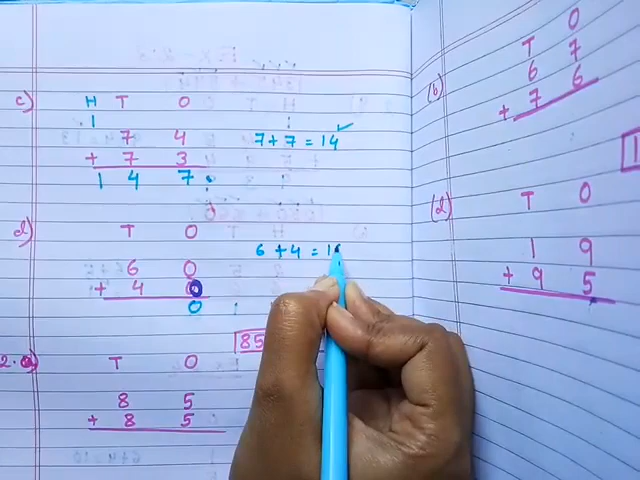 c) H T O
1
7 4 7+7=14 ✓
+ 7 3
1 4 7
d) T O
6+4=1
6 0
+ 4 0
0
85
2.a) T O
8 5
+ 8 5
(b) T O
6 7
+ 7 6
1
(d) T O
1 9
+ 9 5